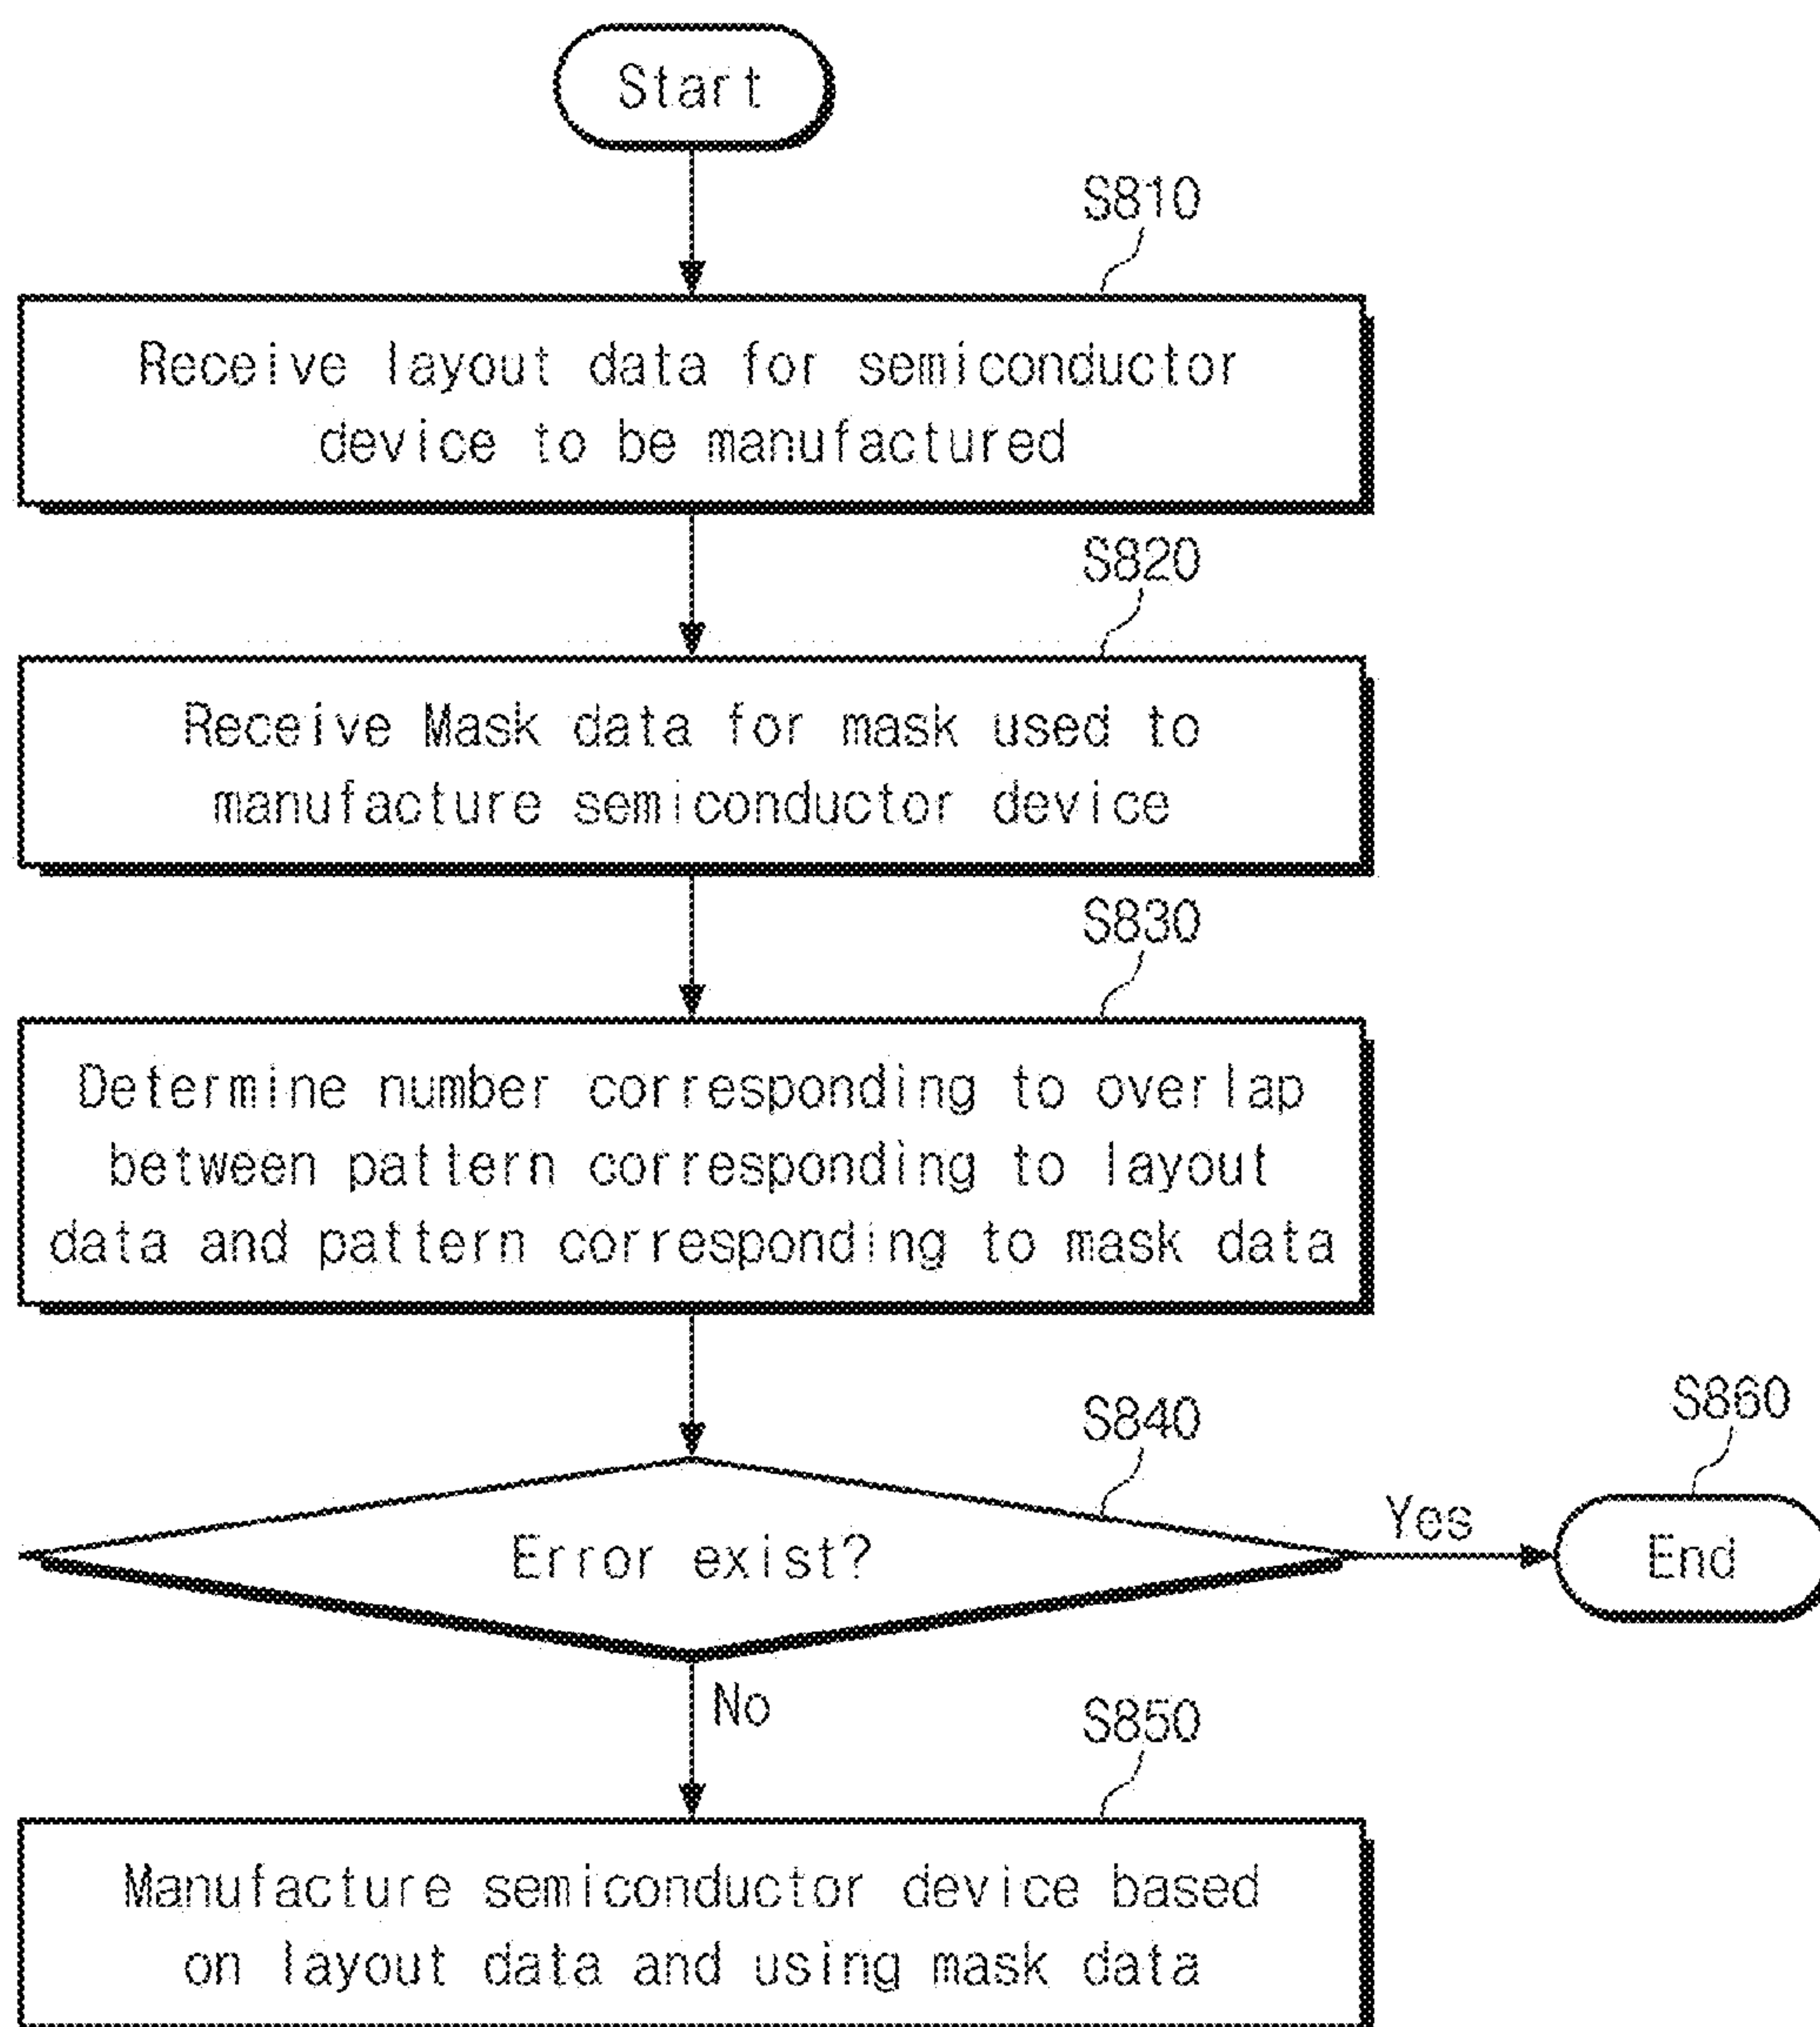 Start
S810
Receive layout data for semiconductor
device to be manufactured
S820
Receive Mask data for mask used to
manufacture semiconductor device
S830
Determine number corresponding to overlap
between pattern corresponding to layout
data and pattern corresponding to mask data
S840
Error exist?
Yes
S860
End
No
S850
Manufacture semiconductor device based
on layout data and using mask data